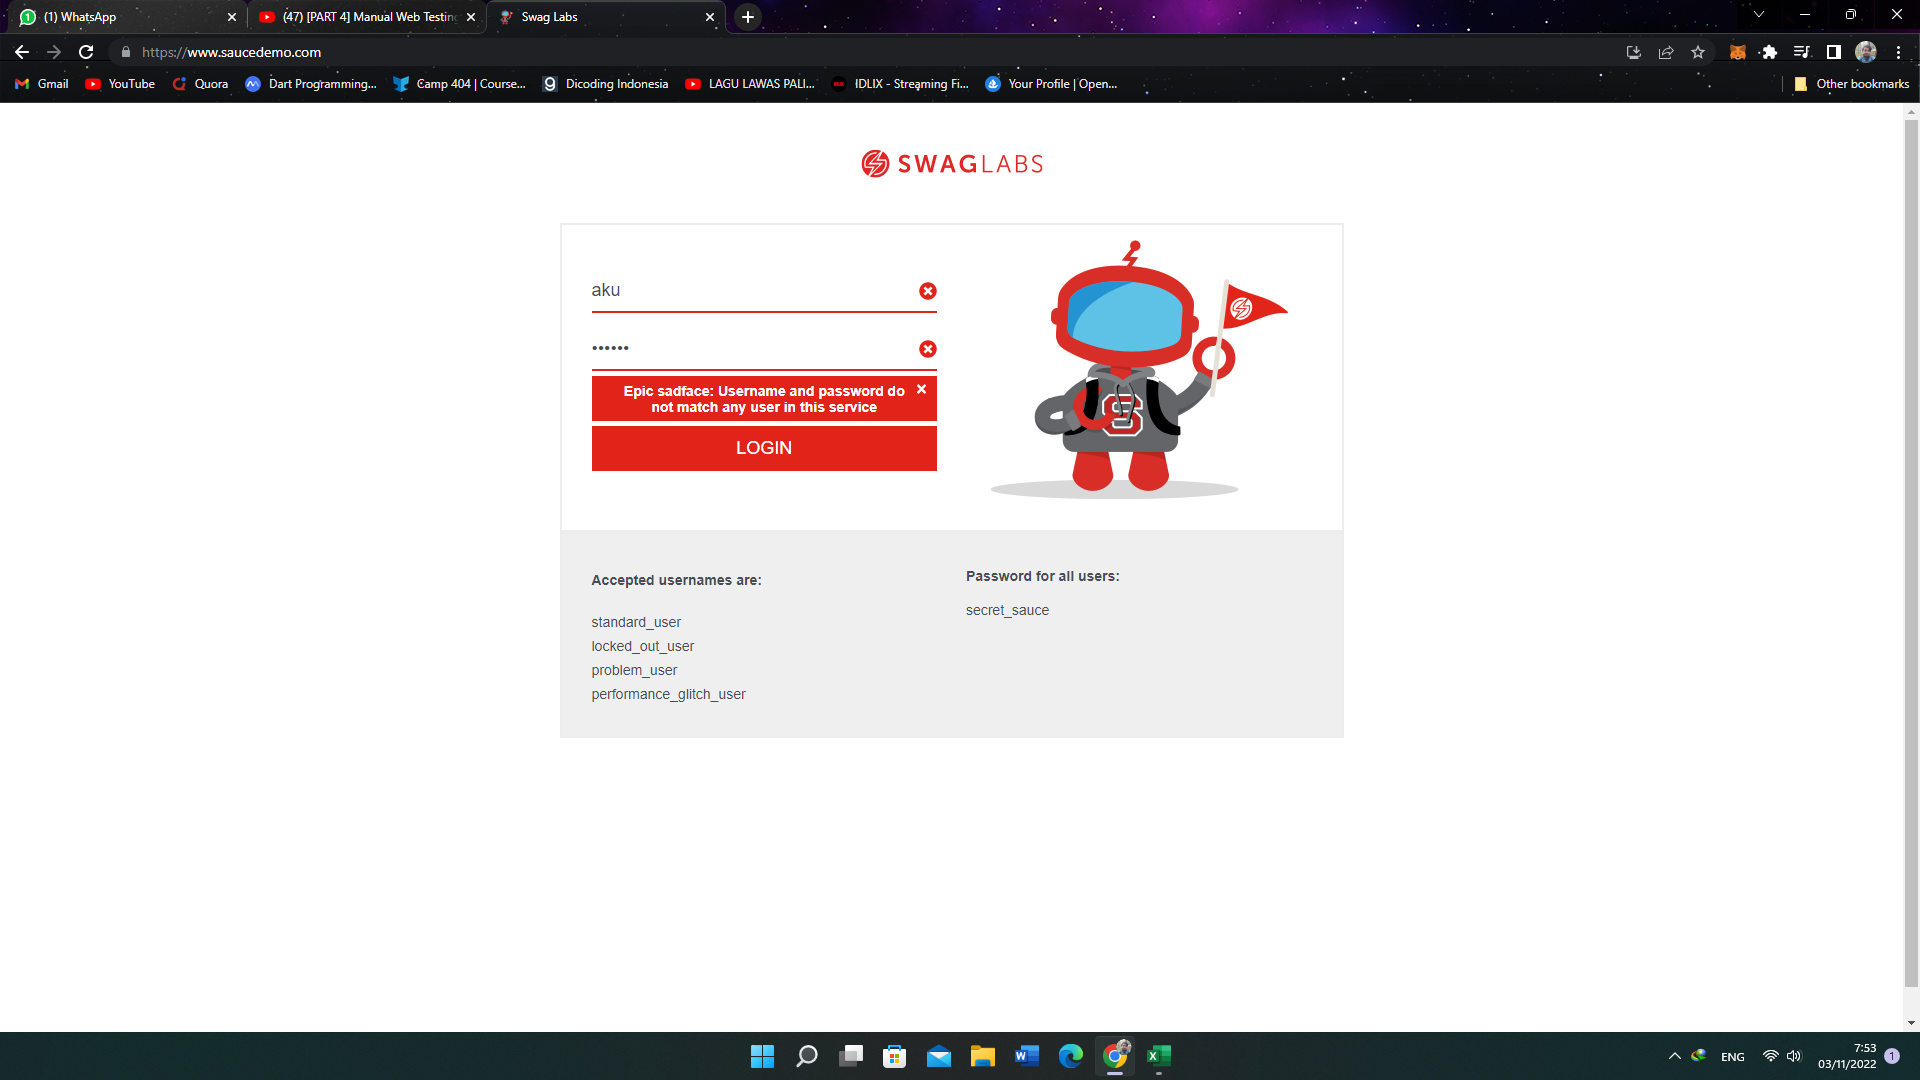 (1) WhatsApp
(47) [PART 4] Manual Web Testing
Swag Labs
https://www.saucedemo.com
Gmail
YouTube
Quora
Dart Programming...
Camp 404 | Course...
Dicoding Indonesia
LAGU LAWAS PALI...
IDLIX - Streaming Fi...
Your Profile | Open...
Other bookmarks
SWAGLABS
aku
••••••
Epic sadface: Username and password do
not match any user in this service
LOGIN
Accepted usernames are:
standard_user
locked_out_user
problem_user
performance_glitch_user
Password for all users:
secret_sauce
ENG
7:53
03/11/2022
1